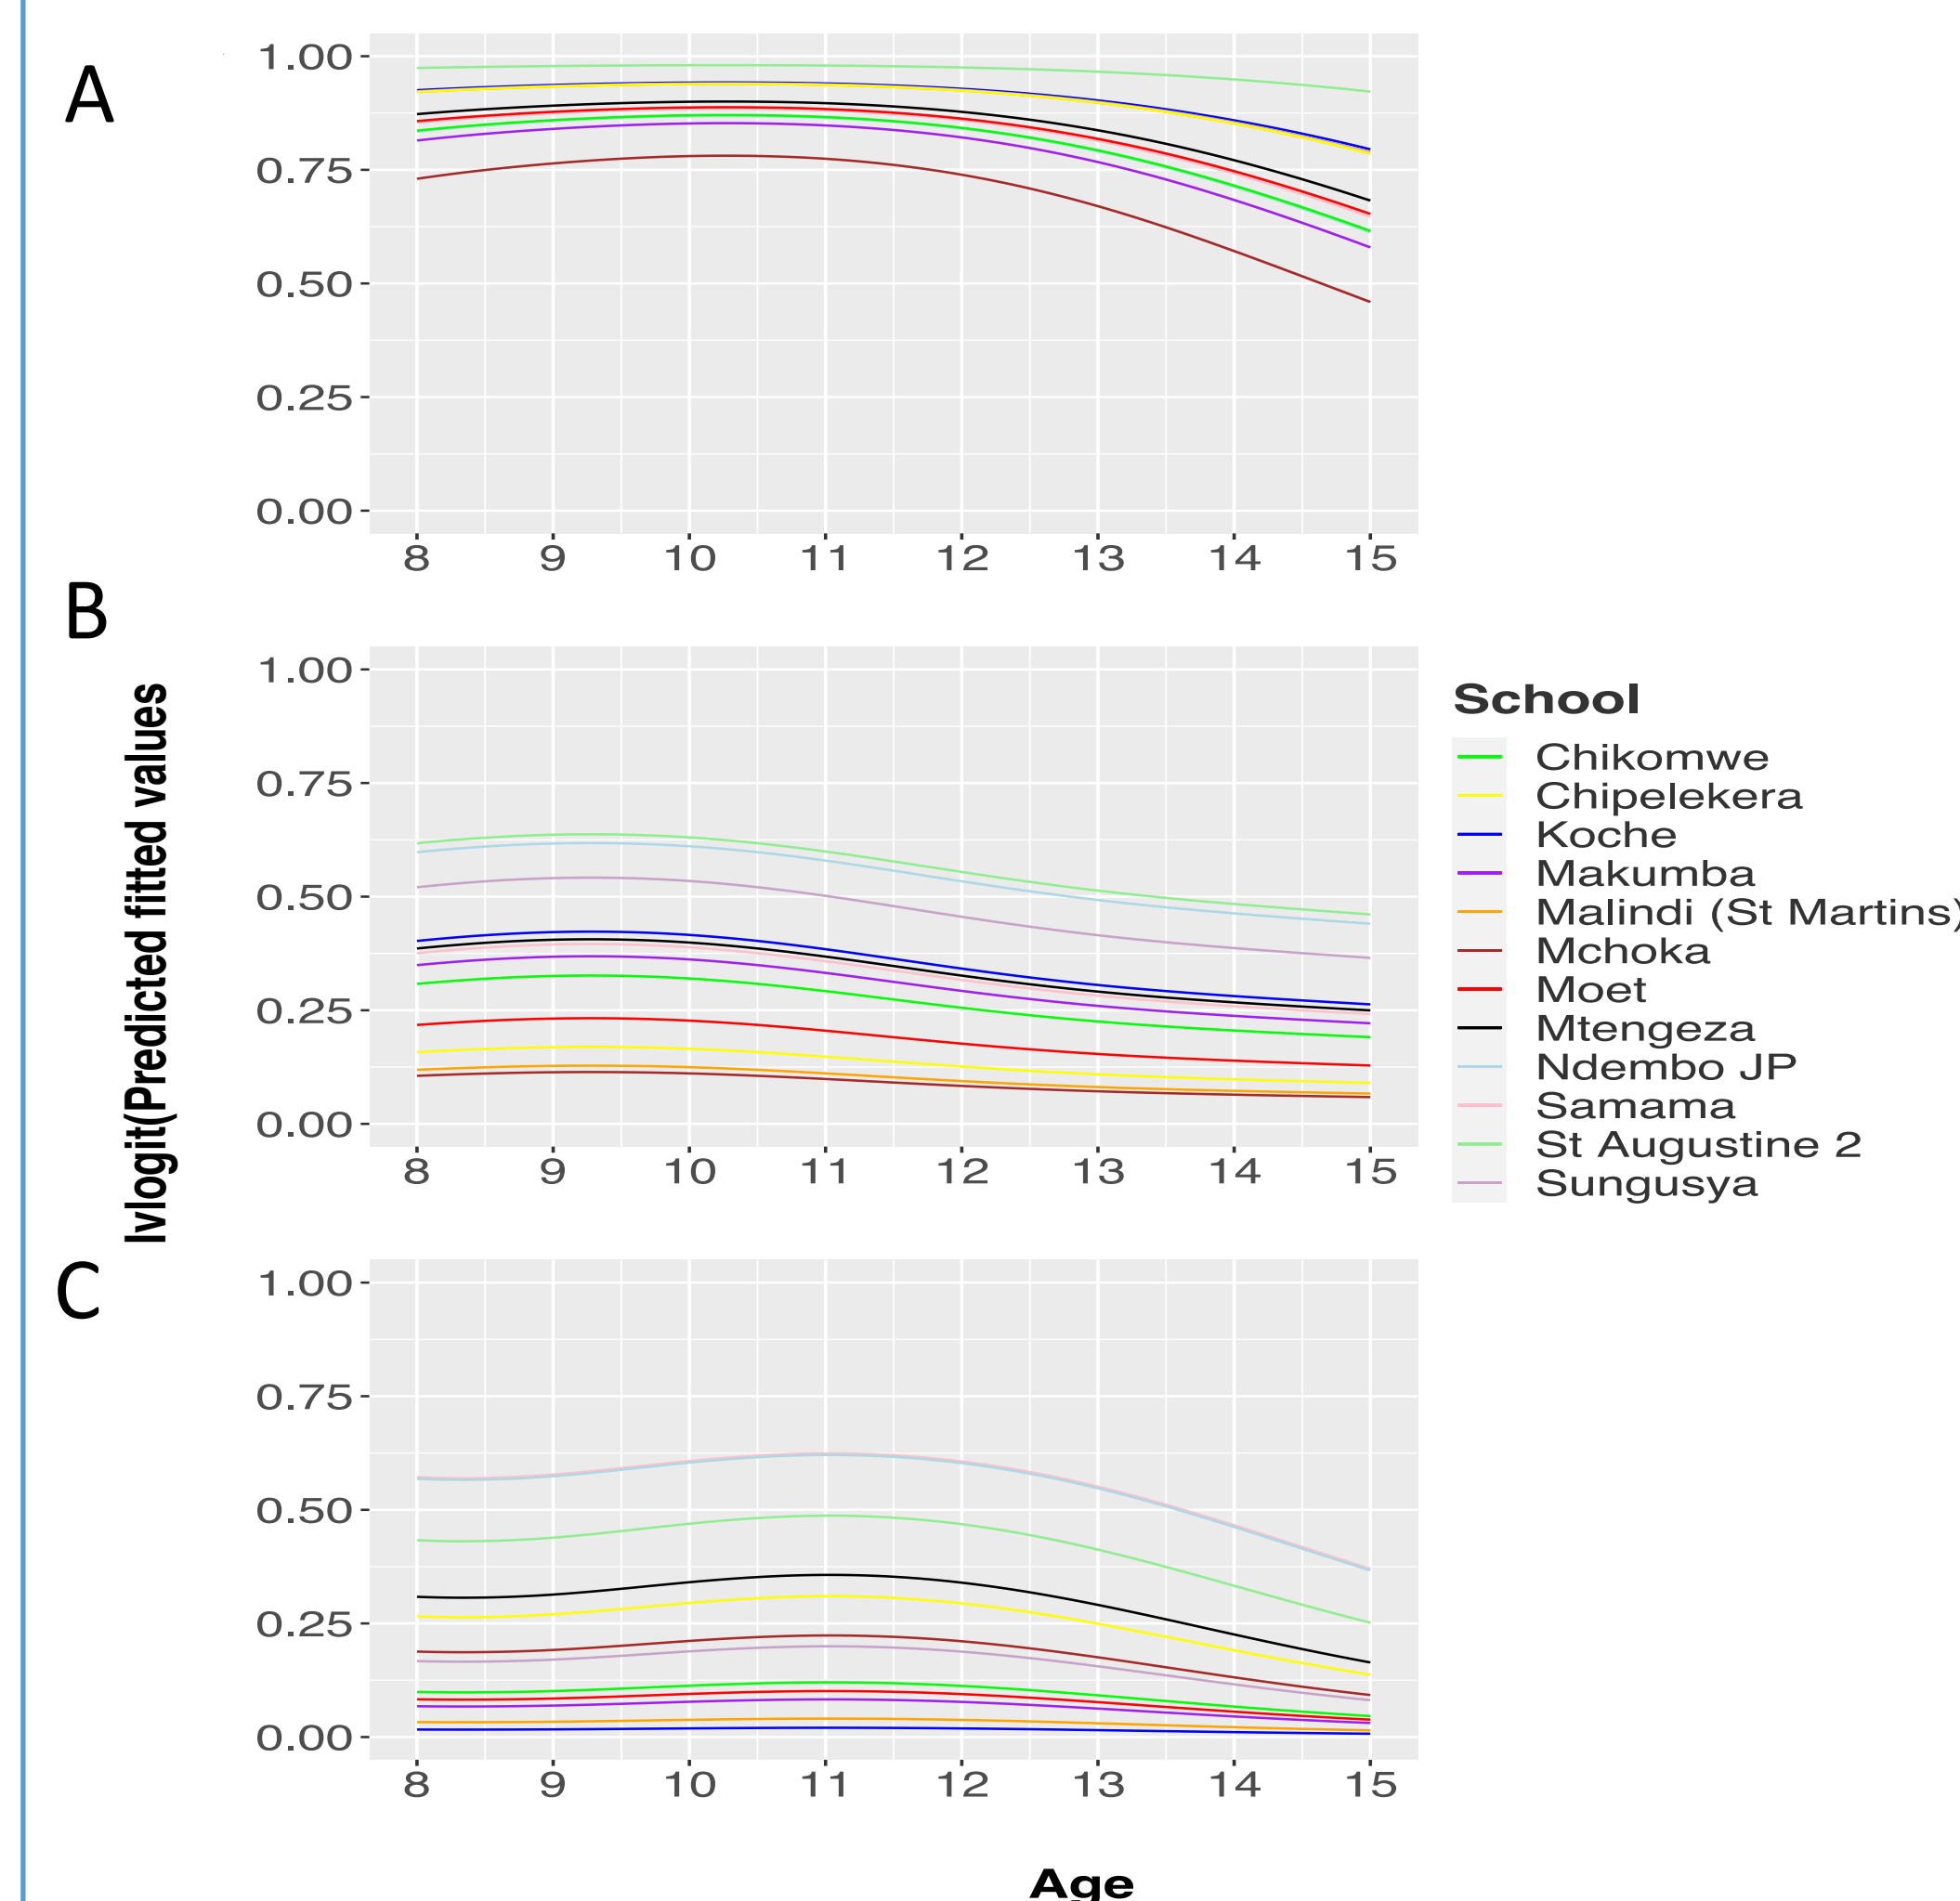 A
1.00
0.75
0.50
0.25
0.00
8 9 10 11 12 13 14 15
B
lvlogit(Predicted fitted values
1.00
0.75
0.50
0.25
0.00
8 9 10 11 12 13 14 15
School
Chikomwe
Chipelekera
Koche
Makumba
Malindi (St Martins)
Mchoka
Moet
Mtengeza
Ndembo JP
Samama
St Augustine 2
Sungusya
C
1.00
0.75
0.50
0.25
0.00
8 9 10 11 12 13 14 15
Age